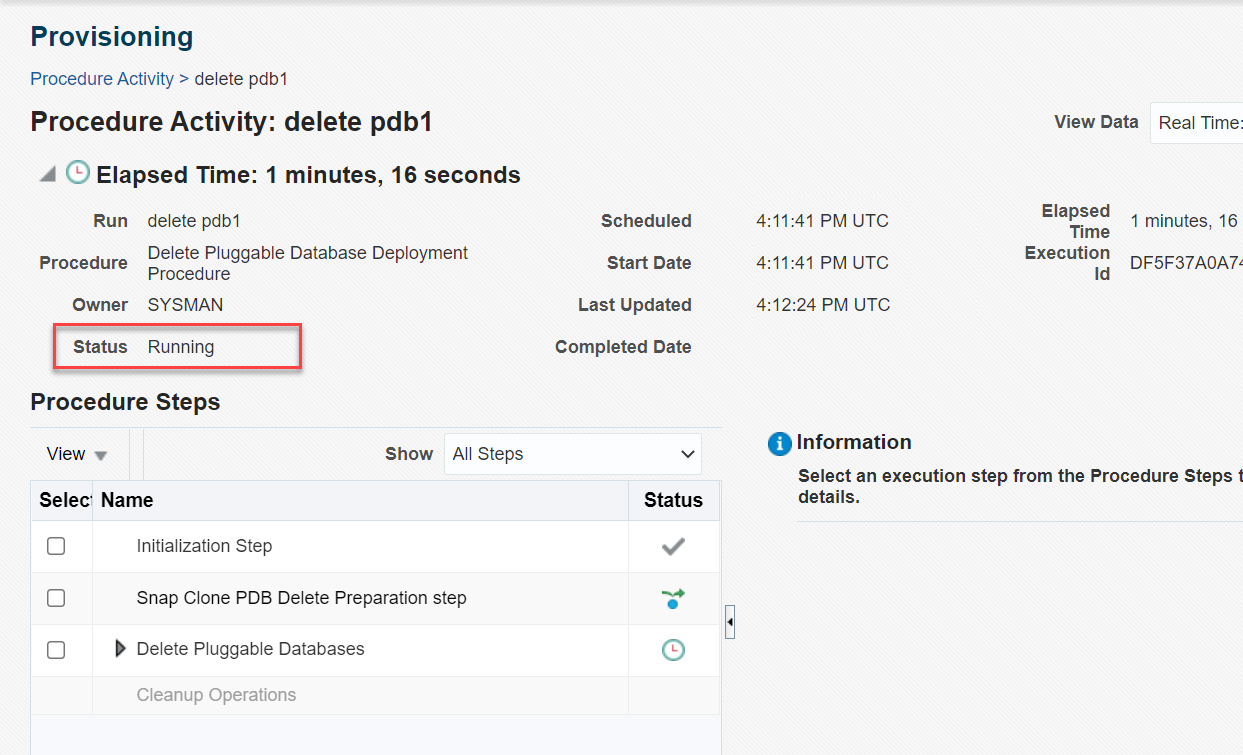 Provisioning
Procedure Activity > delete pdb1
Procedure Activity: delete pdb1
View Data Real Time:
Elapsed Time: 1 minutes, 16 seconds
Run delete pdb1
Procedure Delete Pluggable Database Deployment
Procedure
Owner SYSMAN
Status Running
Scheduled 4:11:41 PM UTC
Start Date 4:11:41 PM UTC
Last Updated 4:12:24 PM UTC
Completed Date
Elapsed
Time 1 minutes, 16
Execution
Id DF5F37A0A74
Procedure Steps
View Show All Steps
Select Name Status
Initialization Step
Snap Clone PDB Delete Preparation step
Delete Pluggable Databases
Cleanup Operations
Information
Select an execution step from the Procedure Steps t
details.